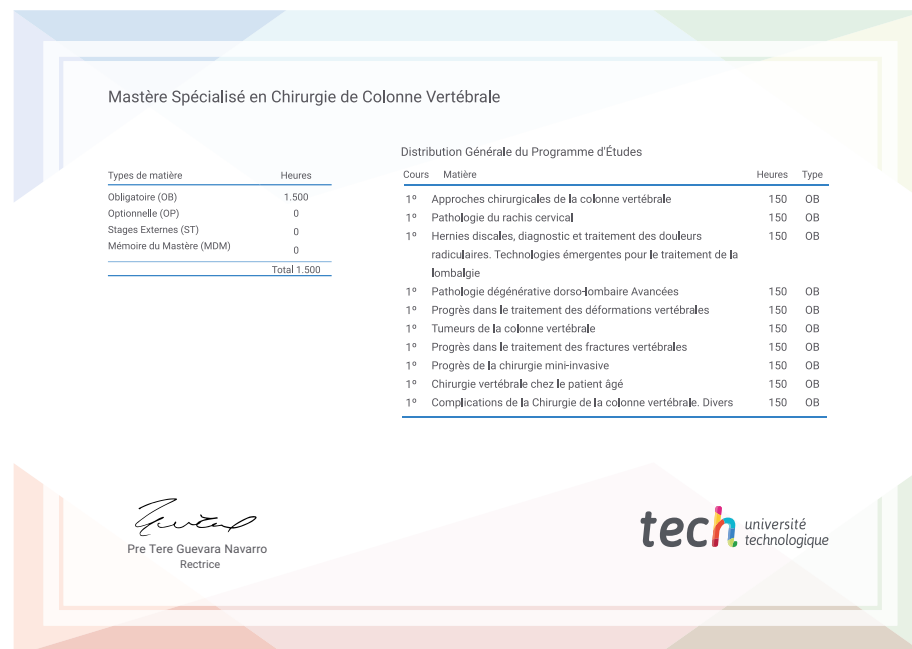 Mastère Spécialisé en Chirurgie de Colonne Vertébrale
Types de matière Heures
Obligatoire (OB) 1.500
Optionnelle (OP) 0
Stages Externes (ST) 0
Mémoire du Mastère (MDM) 0
Total 1.500
Distribution Générale du Programme d'Études
Cours Matière Heures Type
1º Approches chirurgicales de la colonne vertébrale 150 OB
1º Pathologie du rachis cervical 150 OB
1º Hernies discales, diagnostic et traitement des douleurs 150 OB
radiculaires. Technologies émergentes pour le traitement de la
lombalgie
1º Pathologie dégénérative dorso-lombaire Avancées 150 OB
1º Progrès dans le traitement des déformations vertébrales 150 OB
1º Tumeurs de la colonne vertébrale 150 OB
1º Progrès dans le traitement des fractures vertébrales 150 OB
1º Progrès de la chirurgie mini-invasive 150 OB
1º Chirurgie vertébrale chez le patient âgé 150 OB
1º Complications de la Chirurgie de la colonne vertébrale. Divers 150 OB
Pre Tere Guevara Navarro
Rectrice
tech université
technologique